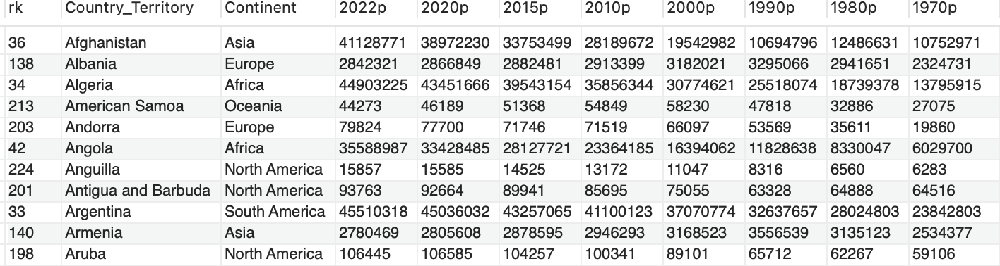 rk Country_Territory Continent 2022p 2020p 2015p 2010p 2000p 1990p 1980p 1970p
36 Afghanistan Asia 41128771 38972230 33753499 28189672 19542982 10694796 12486631 10752971
138 Albania Europe 2842321 2866849 2882481 2913399 3182021 3295066 2941651 2324731
34 Algeria Africa 44903225 43451666 39543154 35856344 30774621 25518074 18739378 13795915
213 American Samoa Oceania 44273 46189 51368 54849 58230 47818 32886 27075
203 Andorra Europe 79824 77700 71746 71519 66097 53569 35611 19860
42 Angola Africa 35588987 33428485 28127721 23364185 16394062 11828638 8330047 6029700
224 Anguilla North America 15857 15585 14525 13172 11047 8316 6560 6283
201 Antigua and Barbuda North America 93763 92664 89941 85695 75055 63328 64888 64516
33 Argentina South America 45510318 45036032 43257065 41100123 37070774 32637657 28024803 23842803
140 Armenia Asia 2780469 2805608 2878595 2946293 3168523 3556539 3135123 2534377
198 Aruba North America 106445 106585 104257 100341 89101 65712 62267 59106